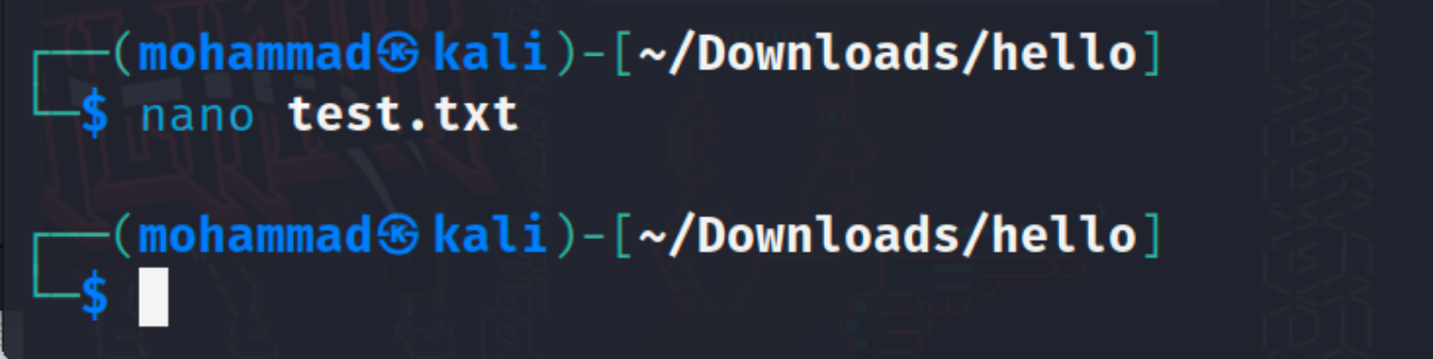 ┌──(mohammad㉿kali)-[~/Downloads/hello]
└─$ nano test.txt
┌──(mohammad㉿kali)-[~/Downloads/hello]
└─$